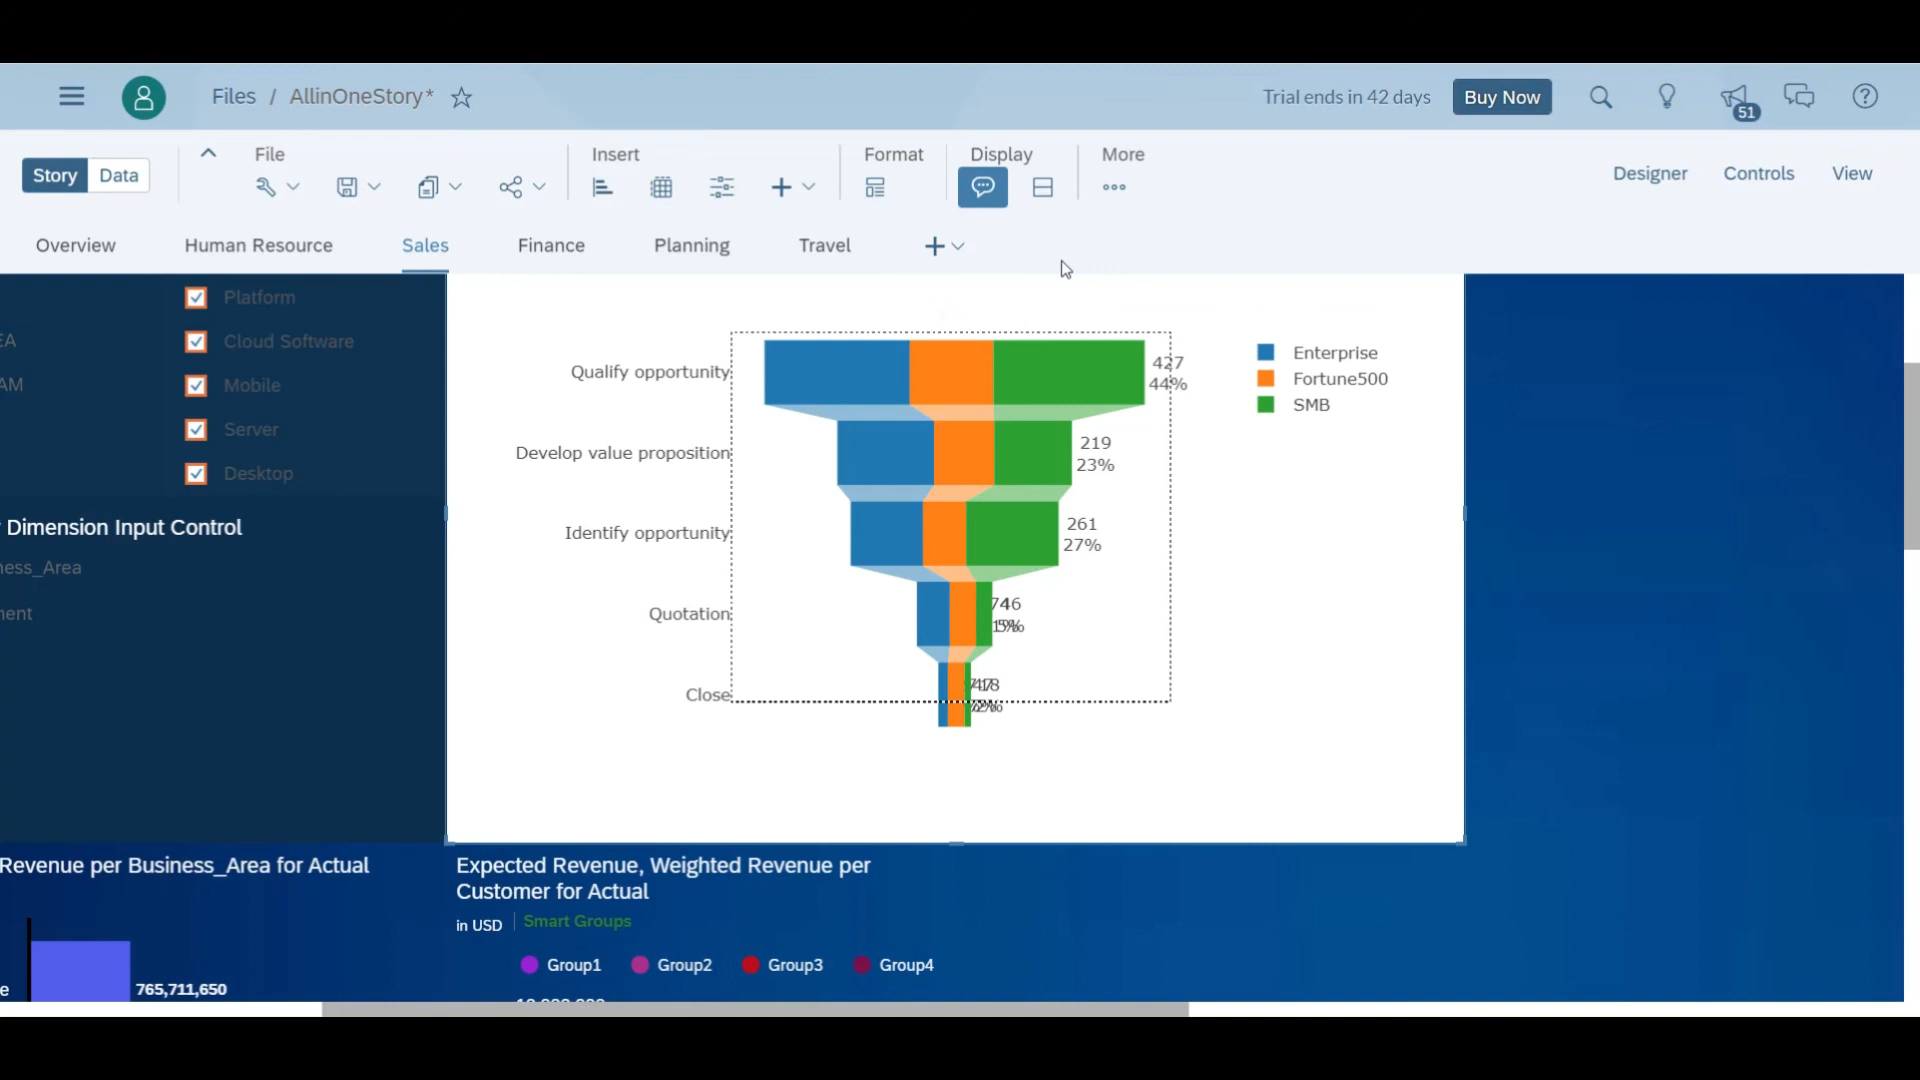 Files / AllinOneStory*
Trial ends in 42 days
Buy Now
51
Story Data
File Insert Format Display More
Designer Controls View
Overview Human Resource Sales Finance Planning Travel
Platform
EA
Cloud Software
AM
Mobile
Server
Desktop
Dimension Input Control
ness_Area
ment
Qualify opportunity
427
44%
Develop value proposition
219
23%
Identify opportunity
261
27%
Quotation
Close
Enterprise
Fortune500
SMB
Revenue per Business_Area for Actual
765,711,650
Expected Revenue, Weighted Revenue per
Customer for Actual
in USD Smart Groups
Group1 Group2 Group3 Group4